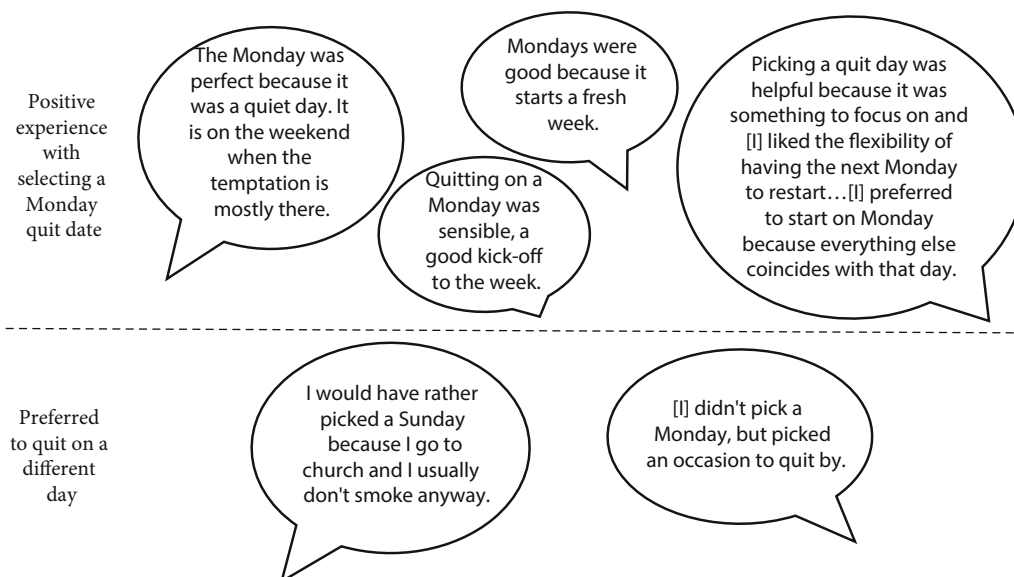 Positive
experience
with
selecting a
Monday
quit date
The Monday was
perfect because it
was a quiet day. It
is on the weekend
when the
temptation is
mostly there.
Quitting on a
Monday was
sensible, a
good kick-off
to the week.
Mondays were
good because it
starts a fresh
week.
Picking a quit day was
helpful because it was
something to focus on and
[I] liked the flexibility of
having the next Monday
to restart…[I] preferred
to start on Monday
because everything else
coincides with that day.
Preferred
to quit on a
different
day
I would have rather
picked a Sunday
because I go to
church and I usually
don't smoke anyway.
[I] didn't pick a
Monday, but picked
an occasion to quit by.